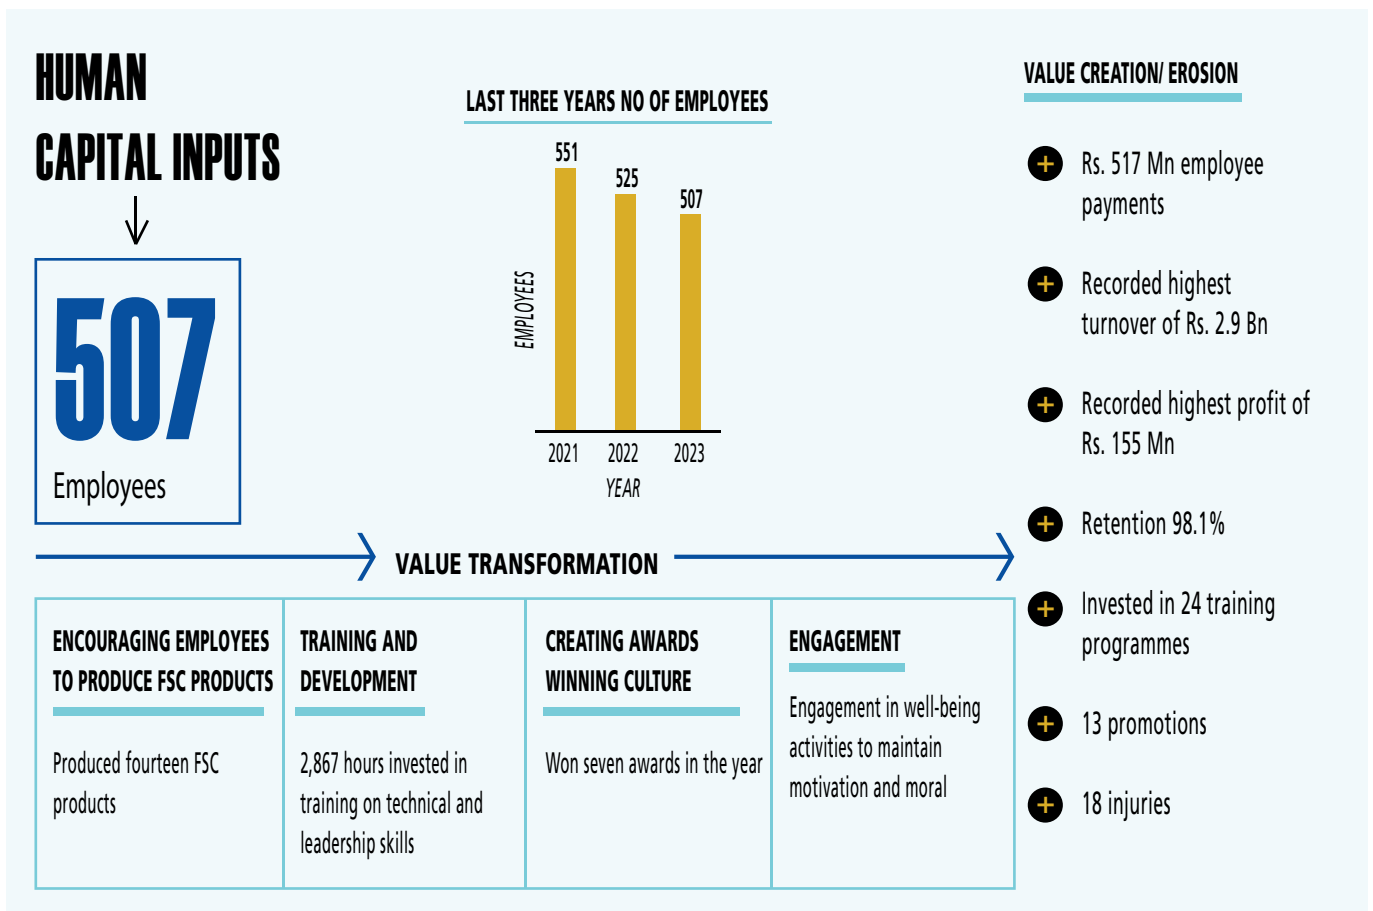 HUMAN
CAPITAL INPUTS
507
Employees
LAST THREE YEARS NO OF EMPLOYEES
551
525
507
EMPLOYEES
2021
2022
2023
YEAR
VALUE TRANSFORMATION
ENCOURAGING EMPLOYEES
TO PRODUCE FSC PRODUCTS
Produced fourteen FSC
products
TRAINING AND
DEVELOPMENT
2,867 hours invested in
training on technical and
leadership skills
CREATING AWARDS
WINNING CULTURE
Won seven awards in the year
ENGAGEMENT
Engagement in well-being
activities to maintain
motivation and moral
VALUE CREATION/ EROSION
+ Rs. 517 Mn employee
payments
+ Recorded highest
turnover of Rs. 2.9 Bn
+ Recorded highest profit of
Rs. 155 Mn
+ Retention 98.1%
+ Invested in 24 training
programmes
+ 13 promotions
+ 18 injuries